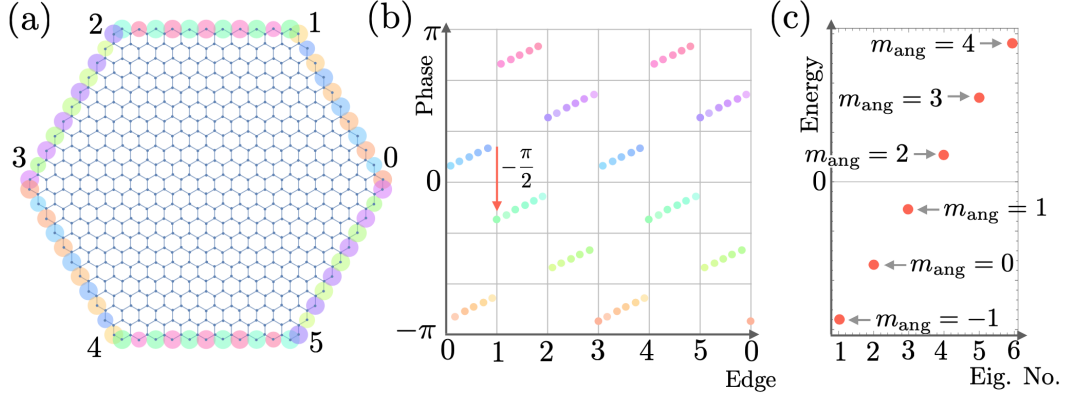 (a)
2
1
3
0
4
5
(b)
π
Phase
0
−π
−π/2
0
1
2
3
4
5
0
Edge
(c)
Energy
0
m_ang = 4
m_ang = 3
m_ang = 2
m_ang = 1
m_ang = 0
m_ang = −1
1 2 3 4 5 6
Eig. No.